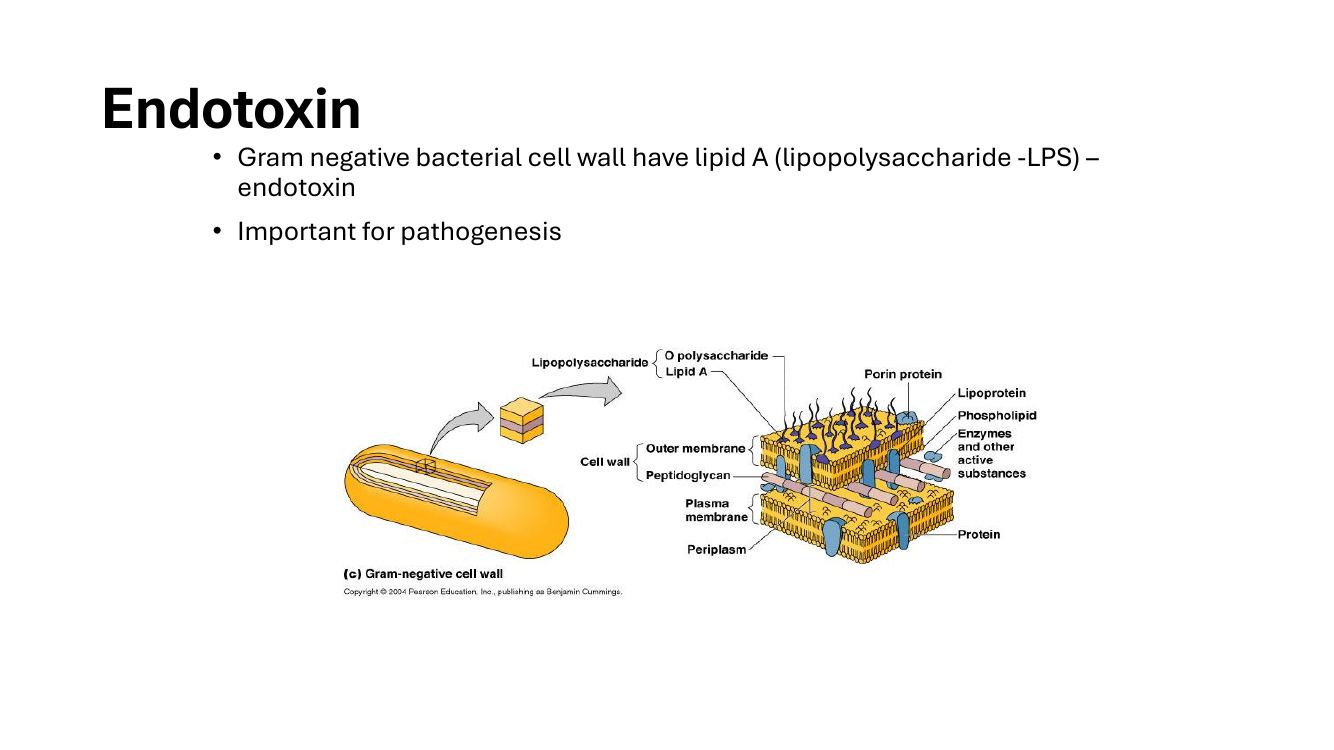 Endotoxin
• Gram negative bacterial cell wall have lipid A (lipopolysaccharide -LPS) –
endotoxin
• Important for pathogenesis
Lipopolysaccharide
O polysaccharide
Lipid A
Porin protein
Lipoprotein
Phospholipid
Enzymes
and other
active
substances
Cell wall
Outer membrane
Peptidoglycan
Plasma
membrane
Periplasm
Protein
(c) Gram-negative cell wall
Copyright © 2004 Pearson Education, Inc., publishing as Benjamin Cummings.